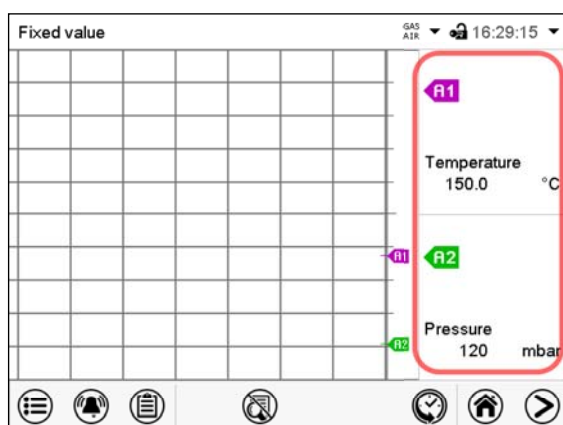 Fixed value
GAS
AIR
16:29:15
A1
Temperature
150.0 °C
A1
A2
Pressure
120 mbar
A2